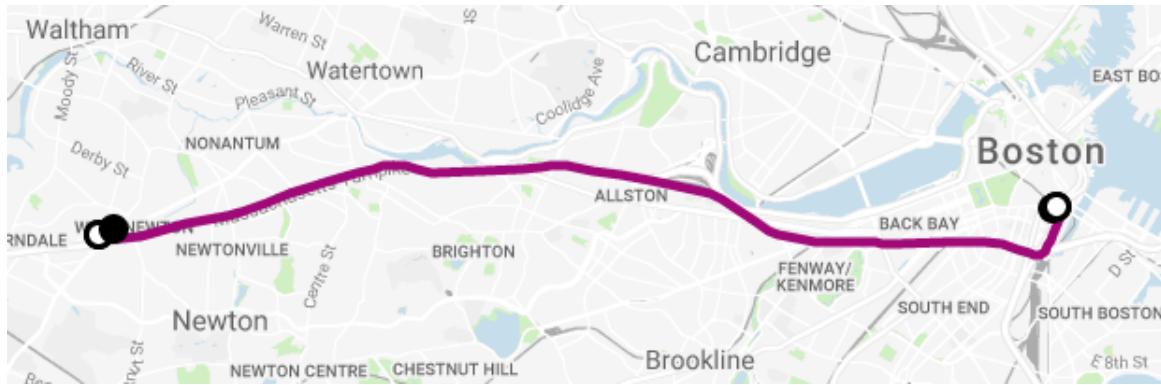 Waltham
Warren St
St
Cambridge
Watertown
River St
Moody St
Pleasant St
Coolidge Ave
EAST BO
NONANTUM
Derby St
Boston
Massachusetts Turnpike
ALLSTON
NEWTON
RNDALE
NEWTONVILLE
BACK BAY
BRIGHTON
Centre St
FENWAY/
KENMORE
D St
SOUTH END
SOUTH BOSTON
Newton
Brookline
E 8th St
NEWTON CENTRE
CHESTNUT HILL